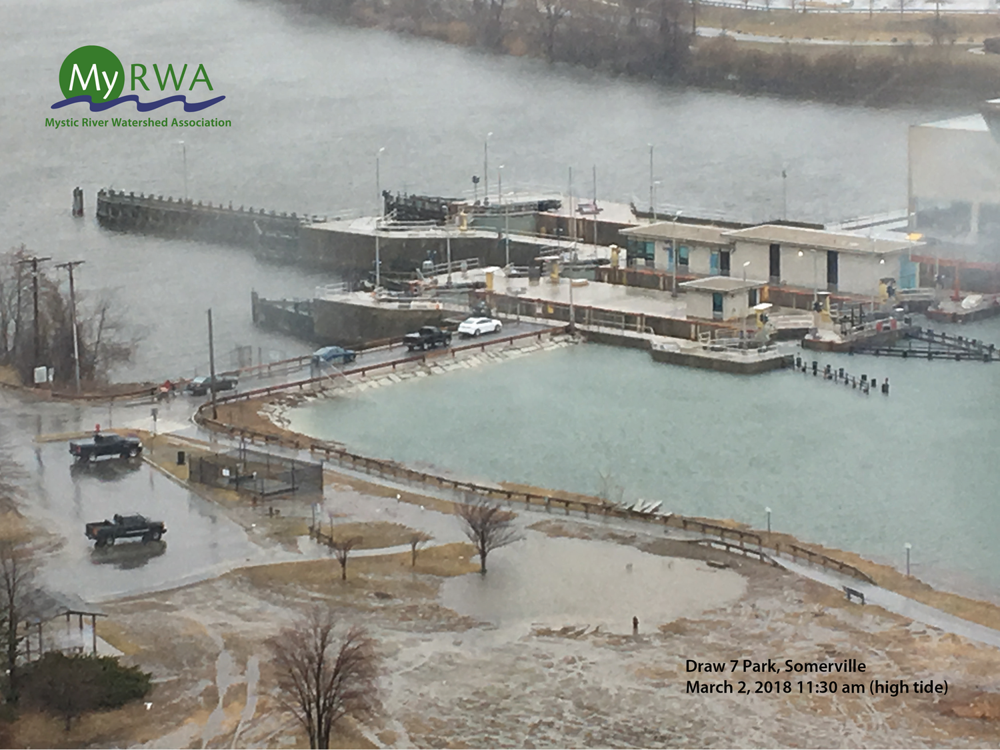 MyRWA
Mystic River Watershed Association
Draw 7 Park, Somerville
March 2, 2018 11:30 am (high tide)